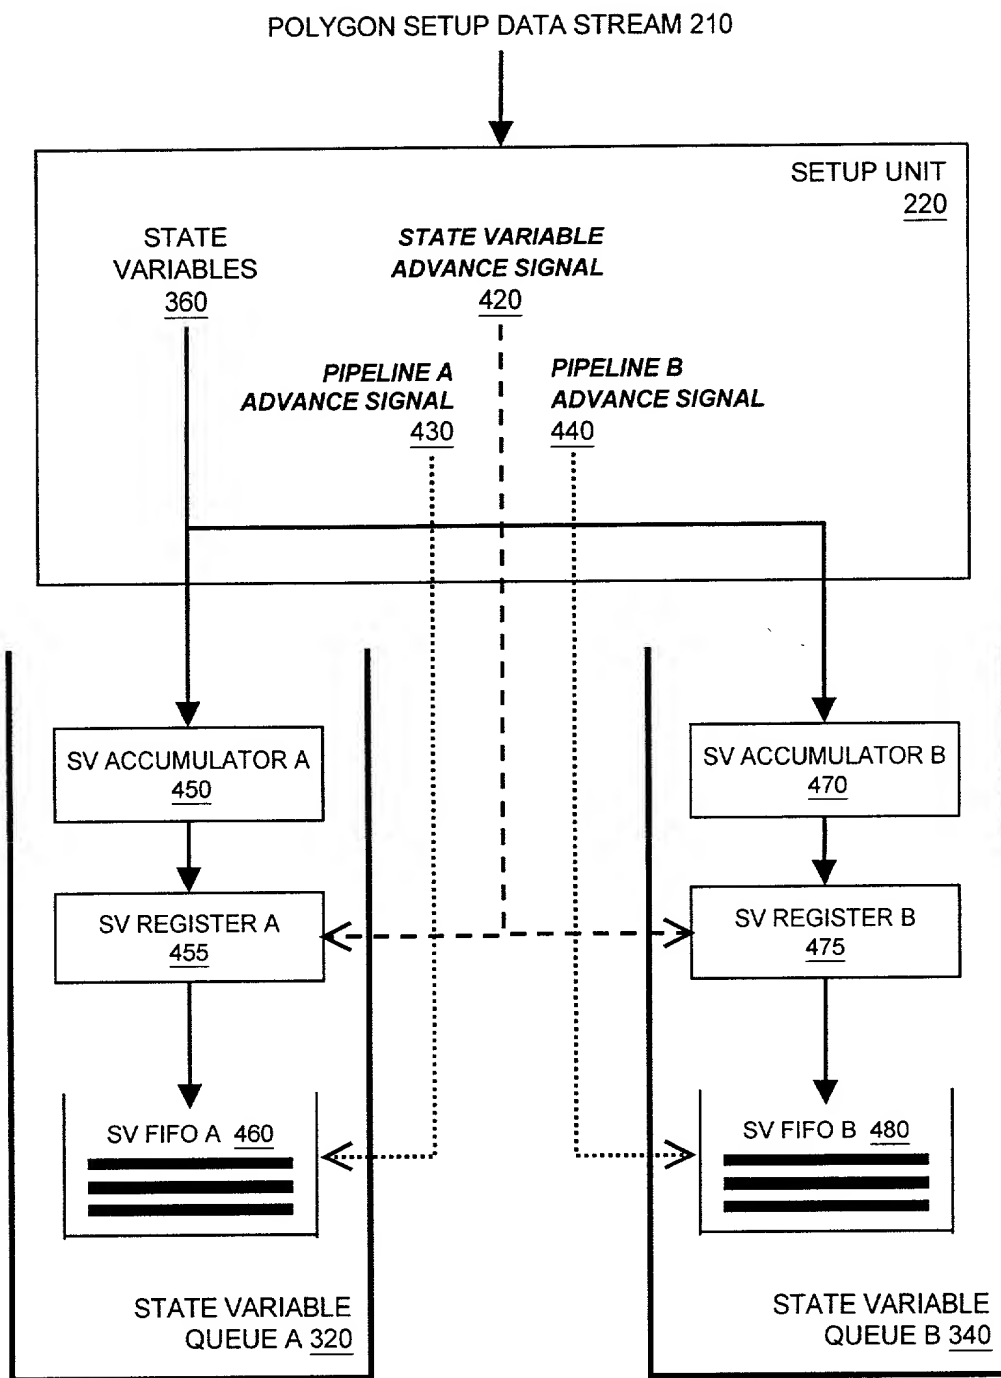 POLYGON SETUP DATA STREAM 210
SETUP UNIT
220
STATE
VARIABLES
360
STATE VARIABLE
ADVANCE SIGNAL
420
PIPELINE A
ADVANCE SIGNAL
430
PIPELINE B
ADVANCE SIGNAL
440
SV ACCUMULATOR A
450
SV ACCUMULATOR B
470
SV REGISTER A
455
SV REGISTER B
475
SV FIFO A 460
SV FIFO B 480
STATE VARIABLE
QUEUE A 320
STATE VARIABLE
QUEUE B 340